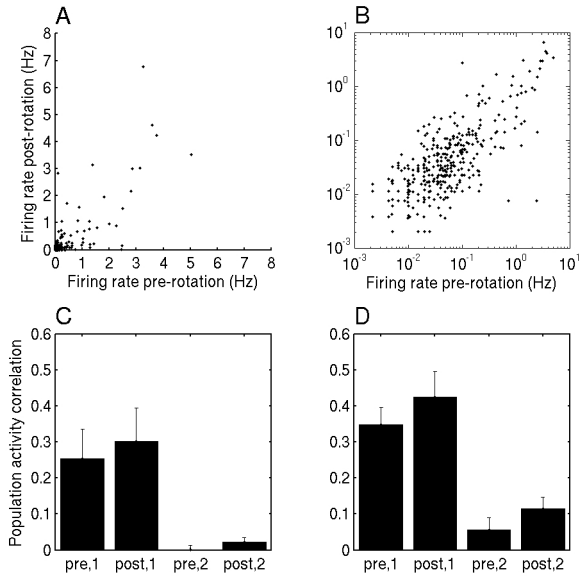 A
B
8
7
6
5
4
3
2
1
0
Firing rate post-rotation (Hz)
0 1 2 3 4 5 6 7 8
Firing rate pre-rotation (Hz)
10^1
10^0
10^-1
10^-2
10^-3
10^-3 10^-2 10^-1 10^0 10^1
Firing rate pre-rotation (Hz)
C
D
0.6
0.5
0.4
0.3
0.2
0.1
0
Population activity correlation
pre,1 post,1 pre,2 post,2
0.6
0.5
0.4
0.3
0.2
0.1
0
pre,1 post,1 pre,2 post,2